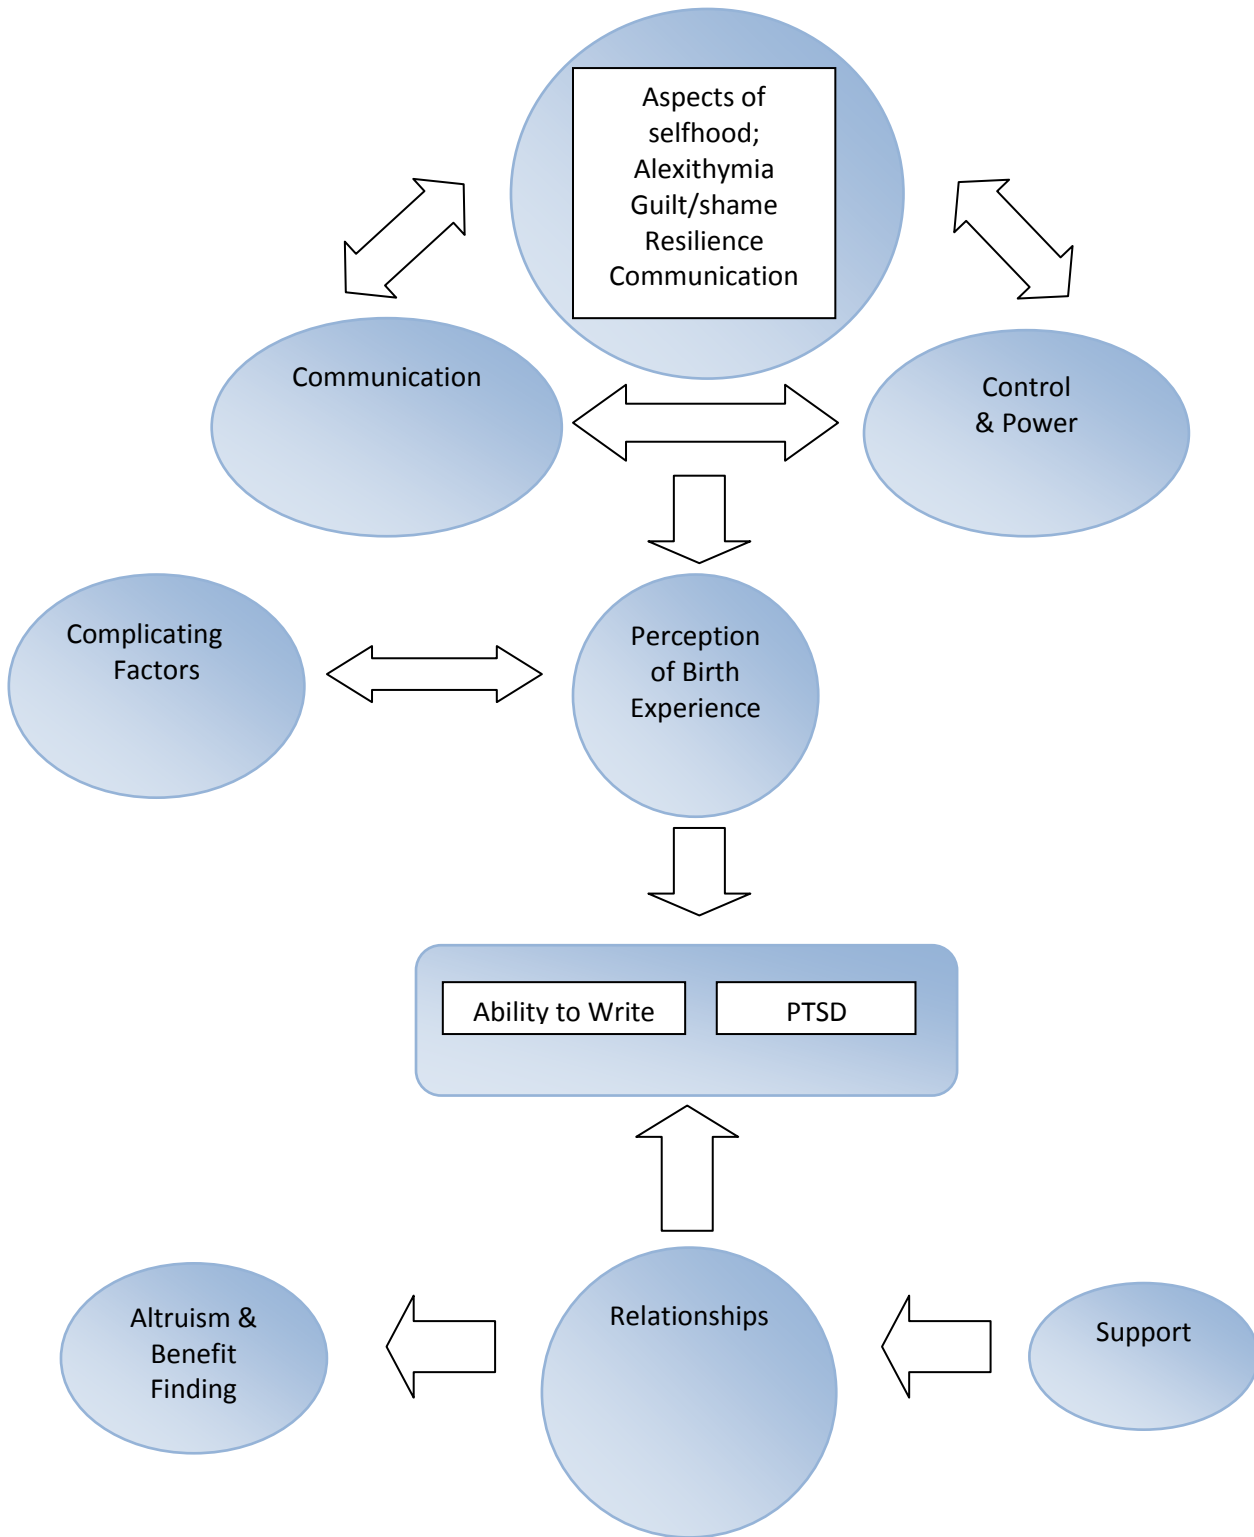 Aspects of
selfhood;
Alexithymia
Guilt/shame
Resilience
Communication
Communication
Control
& Power
Complicating
Factors
Perception
of Birth
Experience
Ability to Write
PTSD
Altruism &
Benefit
Finding
Relationships
Support